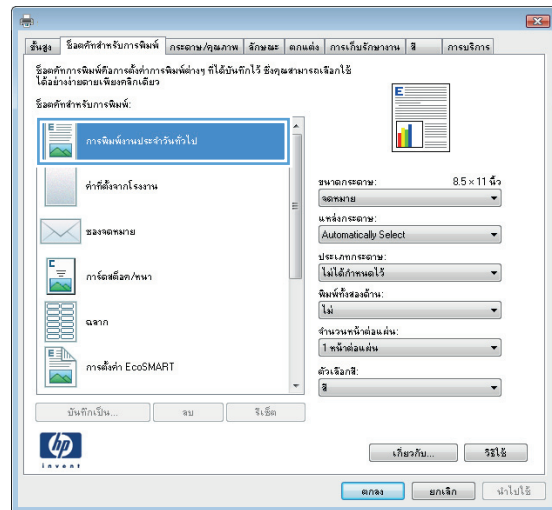 ขั้นสูง ช็อตคัทสำหรับการพิมพ์ กระดาษ/คุณภาพ ลักษณะ ตกแต่ง การเก็บรักษางาน สี การบริการ
ช็อตคัทการพิมพ์คือการตั้งค่าการพิมพ์ต่างๆ ที่ได้บันทึกไว้ ซึ่งคุณสามารถเลือกใช้
ได้อย่างง่ายดายเพียงคลิกเดียว
ช็อตคัทสำหรับการพิมพ์:
การพิมพ์งานประจำวันทั่วไป
ค่าที่ตั้งจากโรงงาน
ซองจดหมาย
การ์ดสต็อก/หนา
ฉลาก
การตั้งค่า EcoSMART
บันทึกเป็น... ลบ รีเซ็ต
ขนาดกระดาษ: 8.5 × 11 นิ้ว
จดหมาย
แหล่งกระดาษ:
Automatically Select
ประเภทกระดาษ:
ไม่ได้กำหนดไว้
พิมพ์ทั้งสองด้าน:
ไม่
จำนวนหน้าต่อแผ่น:
1 หน้าต่อแผ่น
ตัวเลือกสี:
สี
hp
invent
เกี่ยวกับ... วิธีใช้
ตกลง ยกเลิก นำไปใช้